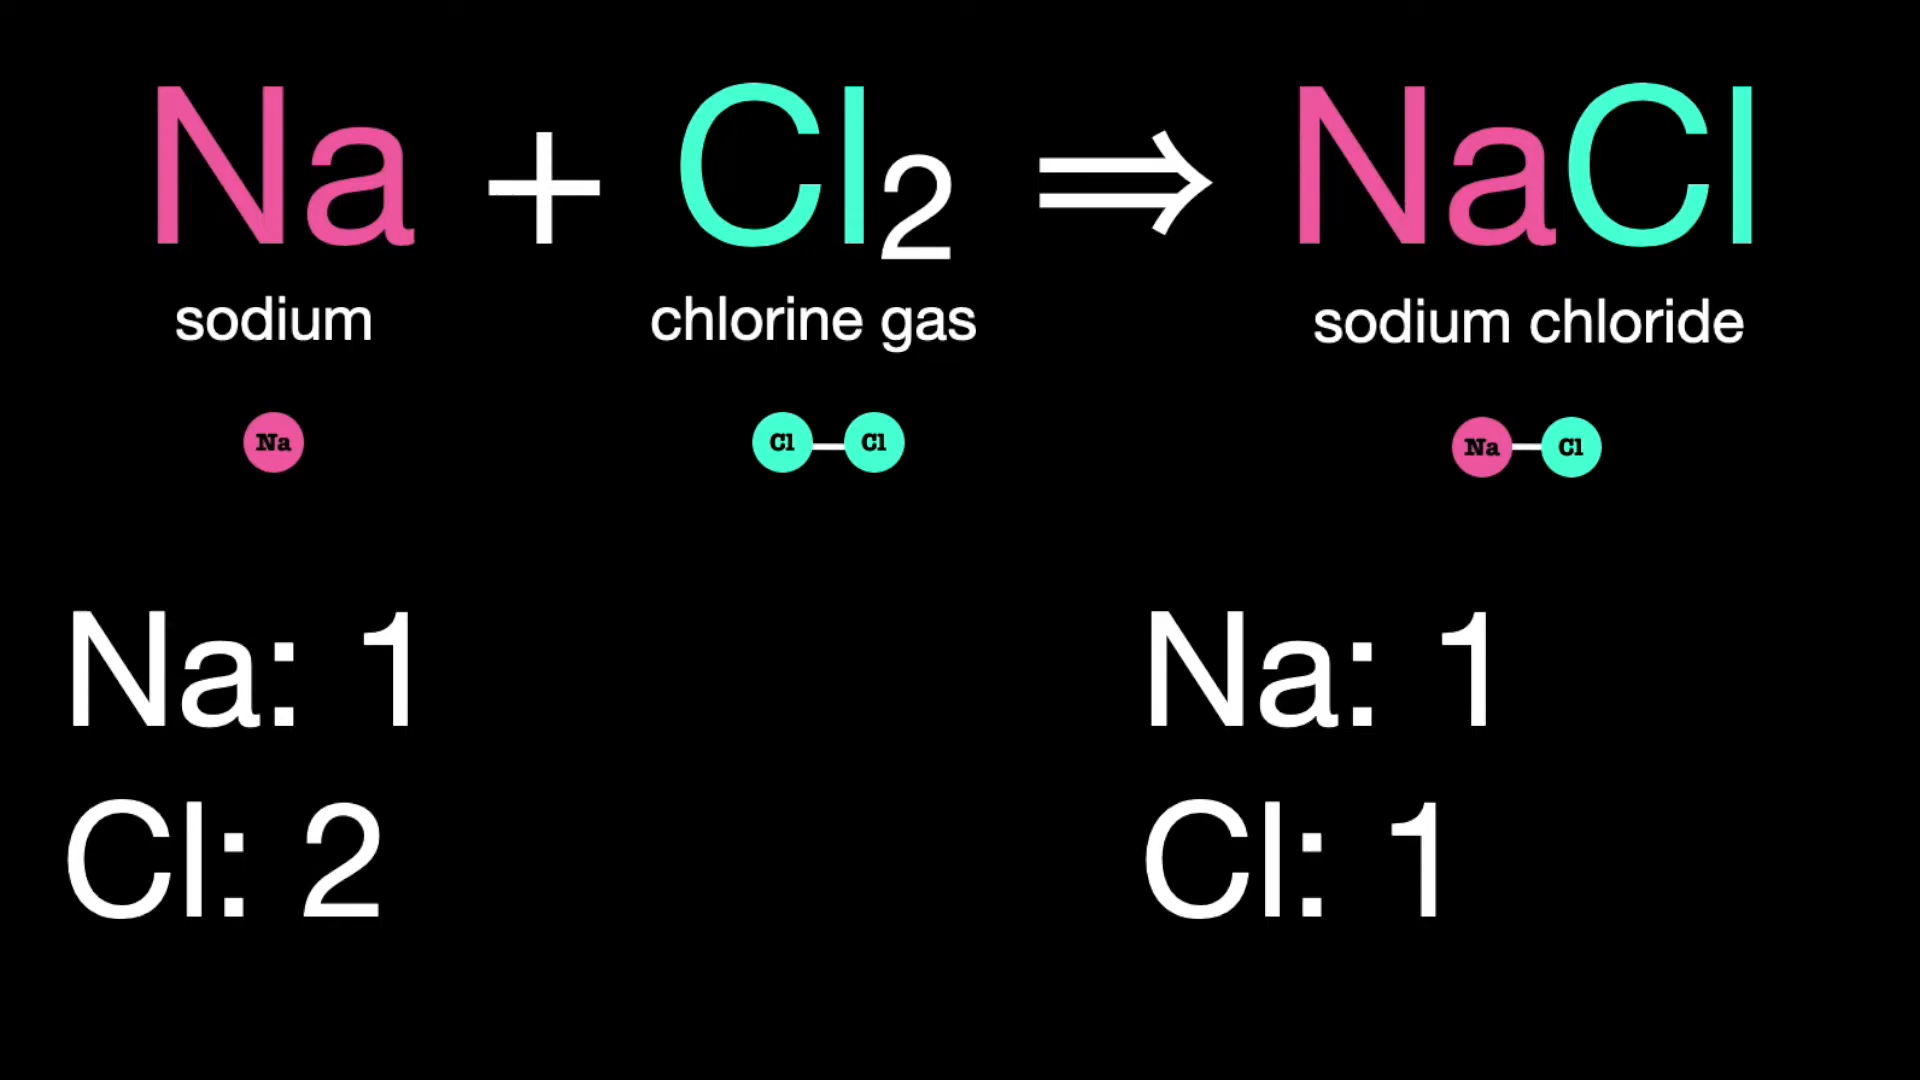 Na + Cl₂ ⇒ NaCl
sodium chlorine gas sodium chloride
Na Cl Cl Na Cl
Na: 1 Na: 1
Cl: 2 Cl: 1